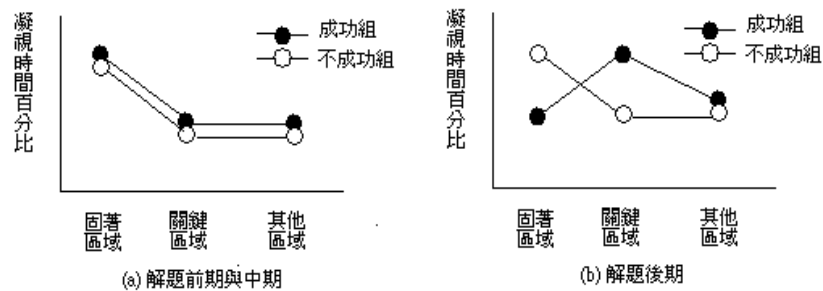 凝視時間百分比
成功組
不成功組
固著區域
關鍵區域
其他區域
(a) 解題前期與中期
凝視時間百分比
成功組
不成功組
固著區域
關鍵區域
其他區域
(b) 解題後期